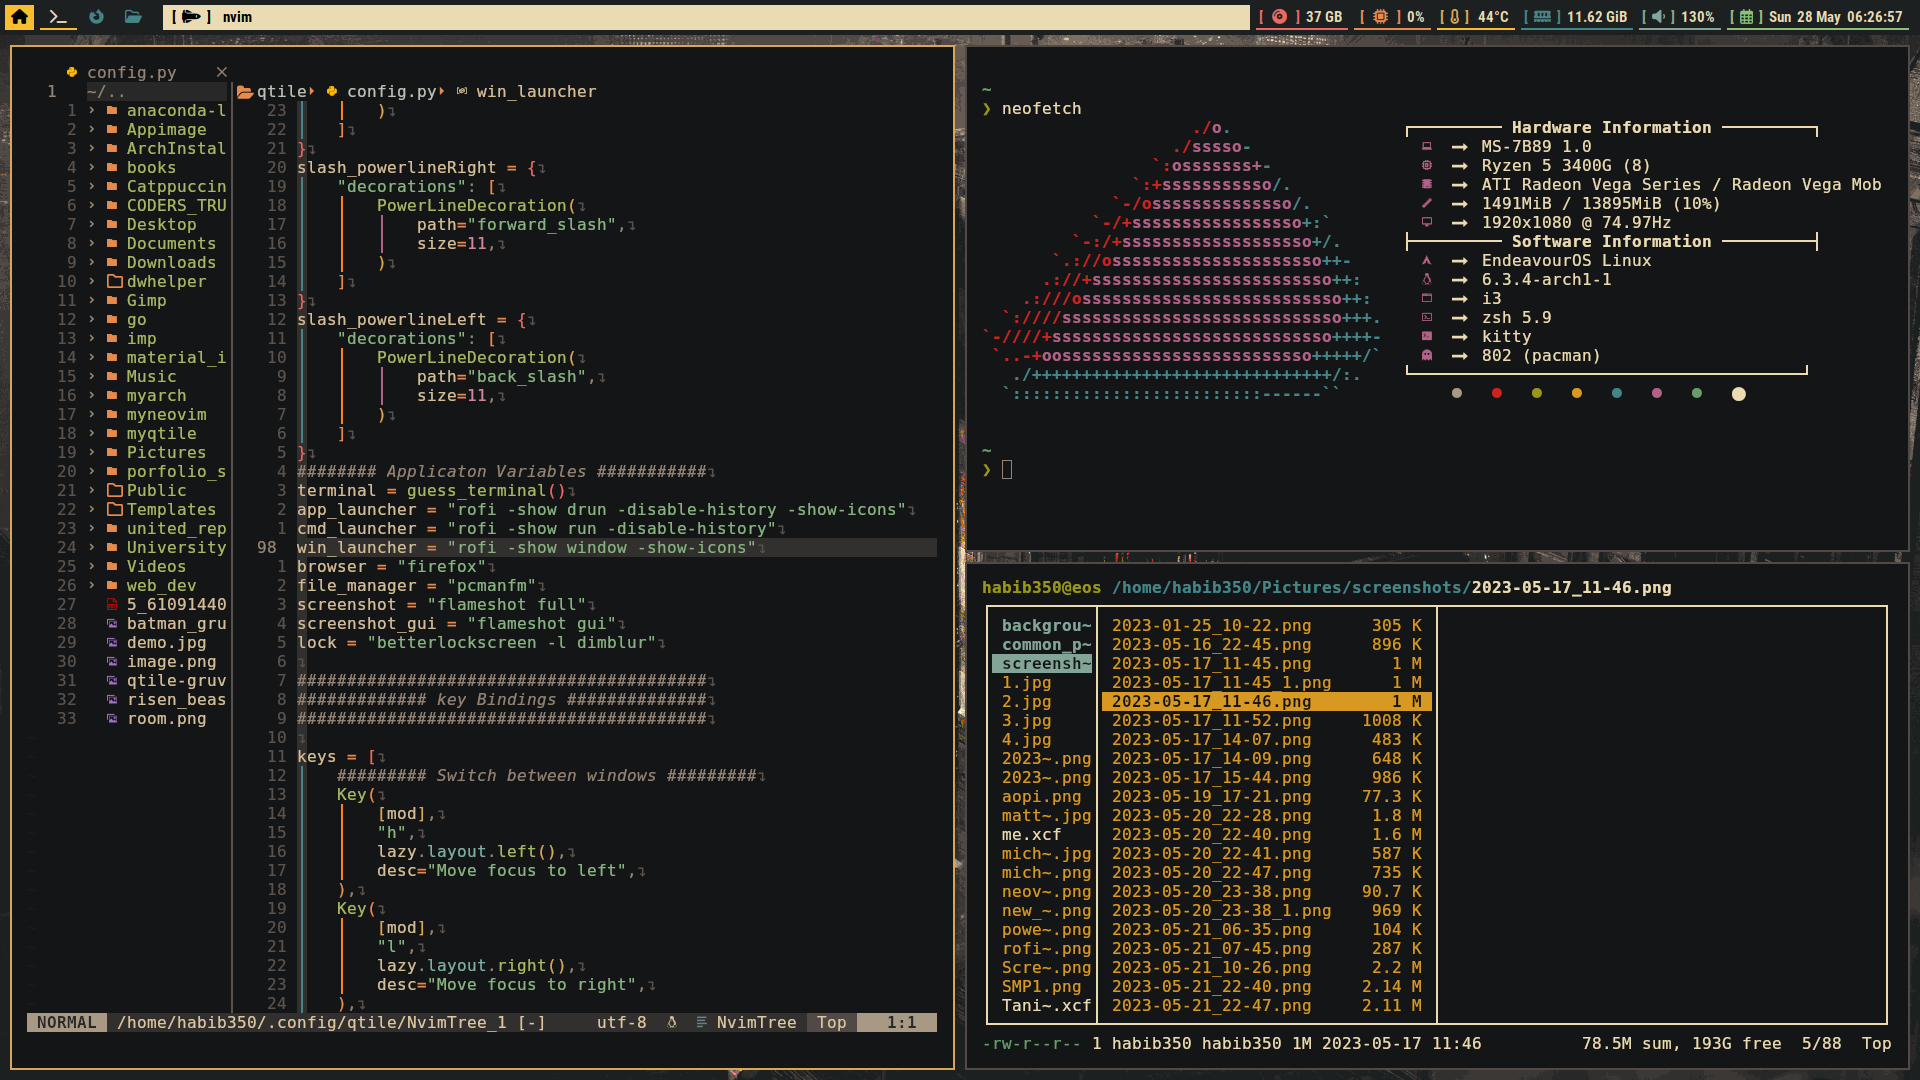 [ ] nvim
[ ] 37 GB [ ] 0% [ ] 44°C [ ] 11.62 GiB [ ] 130% [ ] Sun 28 May 06:26:57
config.py ×
1 ~/..
1 › anaconda-l
2 › Appimage
3 › ArchInstal
4 › books
5 › Catppuccin
6 › CODERS_TRU
7 › Desktop
8 › Documents
9 › Downloads
10 › dwhelper
11 › Gimp
12 › go
13 › imp
14 › material_i
15 › Music
16 › myarch
17 › myneovim
18 › myqtile
19 › Pictures
20 › porfolio_s
21 › Public
22 › Templates
23 › united_rep
24 › University
25 › Videos
26 › web_dev
27 5_61091440
28 batman_gru
29 demo.jpg
30 image.png
31 qtile-gruv
32 risen_beas
33 room.png
qtile config.py win_launcher
23 )
22 ]
21 }
20 slash_powerlineRight = {
19 "decorations": [
18 PowerLineDecoration(
17 path="forward_slash",
16 size=11,
15 )
14 ]
13 }
12 slash_powerlineLeft = {
11 "decorations": [
10 PowerLineDecoration(
9 path="back_slash",
8 size=11,
7 )
6 ]
5 }
4 ######## Applicaton Variables ###########
3 terminal = guess_terminal()
2 app_launcher = "rofi -show drun -disable-history -show-icons"
1 cmd_launcher = "rofi -show run -disable-history"
98 win_launcher = "rofi -show window -show-icons"
1 browser = "firefox"
2 file_manager = "pcmanfm"
3 screenshot = "flameshot full"
4 screenshot_gui = "flameshot gui"
5 lock = "betterlockscreen -l dimblur"
6
7 #########################################
8 ############# key Bindings ##############
9 #########################################
10
11 keys = [
12 ######### Switch between windows #########
13 Key(
14 [mod],
15 "h",
16 lazy.layout.left(),
17 desc="Move focus to left",
18 ),
19 Key(
20 [mod],
21 "l",
22 lazy.layout.right(),
23 desc="Move focus to right",
24 ),
NORMAL /home/habib350/.config/qtile/NvimTree_1 [-] utf-8 NvimTree Top 1:1
~
❯ neofetch
./o.
./sssso-
`:osssssss+-
`:+sssssssssso/.
`-/ossssssssssssso/.
`-/+sssssssssssssssso+:`
`-:/+sssssssssssssssssso+/.
`.://osssssssssssssssssssso++-
.://+ssssssssssssssssssssssso++:
.:///ossssssssssssssssssssssssso++:
`:////ssssssssssssssssssssssssssso+++.
`-////+ssssssssssssssssssssssssssso++++-
`..-+oosssssssssssssssssssssssso+++++/`
./++++++++++++++++++++++++++++++/:.
`:::::::::::::::::::::::::------``
Hardware Information
MS-7B89 1.0
Ryzen 5 3400G (8)
ATI Radeon Vega Series / Radeon Vega Mob
1491MiB / 13895MiB (10%)
1920x1080 @ 74.97Hz
Software Information
EndeavourOS Linux
6.3.4-arch1-1
i3
zsh 5.9
kitty
802 (pacman)
~
❯
habib350@eos /home/habib350/Pictures/screenshots/2023-05-17_11-46.png
backgrou~ 2023-01-25_10-22.png 305 K
common_p~ 2023-05-16_22-45.png 896 K
screensh~ 2023-05-17_11-45.png 1 M
1.jpg 2023-05-17_11-45_1.png 1 M
2.jpg 2023-05-17_11-46.png 1 M
3.jpg 2023-05-17_11-52.png 1008 K
4.jpg 2023-05-17_14-07.png 483 K
2023~.png 2023-05-17_14-09.png 648 K
2023~.png 2023-05-17_15-44.png 986 K
aopi.png 2023-05-19_17-21.png 77.3 K
matt~.jpg 2023-05-20_22-28.png 1.8 M
me.xcf 2023-05-20_22-40.png 1.6 M
mich~.jpg 2023-05-20_22-41.png 587 K
mich~.png 2023-05-20_22-47.png 735 K
neov~.png 2023-05-20_23-38.png 90.7 K
new_~.png 2023-05-20_23-38_1.png 969 K
powe~.png 2023-05-21_06-35.png 104 K
rofi~.png 2023-05-21_07-45.png 287 K
Scre~.png 2023-05-21_10-26.png 2.2 M
SMP1.png 2023-05-21_22-40.png 2.14 M
Tani~.xcf 2023-05-21_22-47.png 2.11 M
-rw-r--r-- 1 habib350 habib350 1M 2023-05-17 11:46 78.5M sum, 193G free 5/88 Top